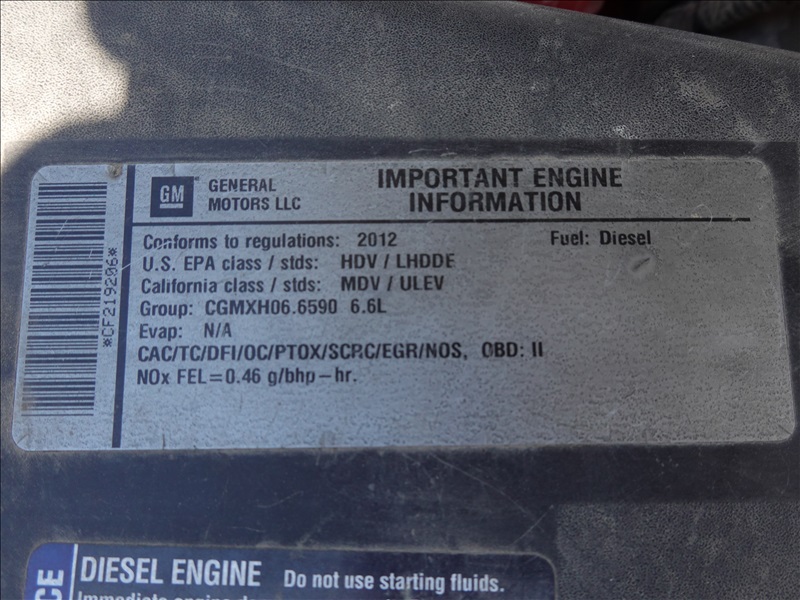 GM GENERAL MOTORS LLC
IMPORTANT ENGINE
INFORMATION
Conforms to regulations: 2012 Fuel: Diesel
U.S. EPA class / stds: HDV / LHDDE
California class / stds: MDV / ULEV
Group: CGMXH06.6590 6.6L
Evap: N/A
CAC/TC/DFI/OC/PTOX/SCRC/EGR/NOS, OBD: II
NOx FEL=0.46 g/bhp-hr.
*CF219206*
DIESEL ENGINE Do not use starting fluids.
Immediate engine